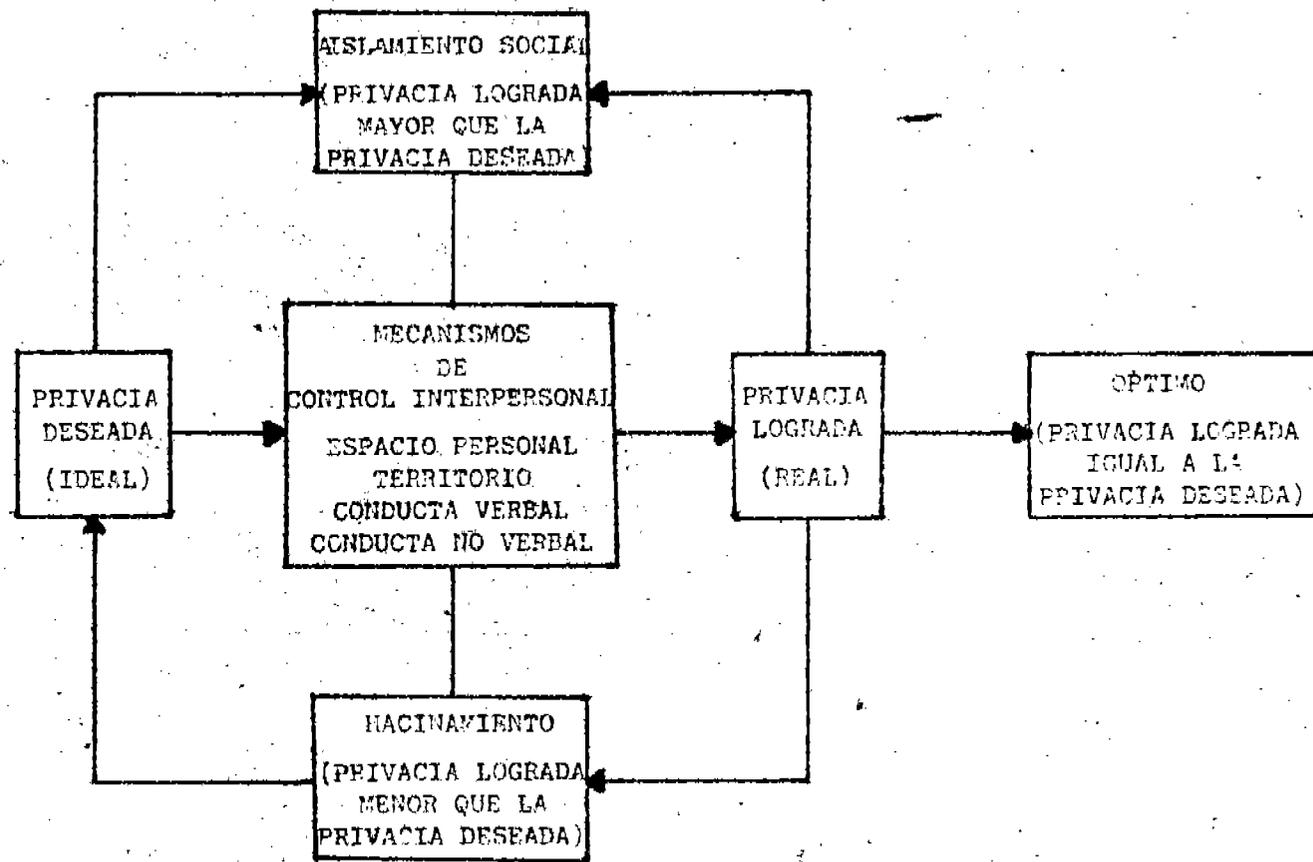 AISLAMIENTO SOCIAL
(PRIVACIA LOGRADA
MAYOR QUE LA
PRIVACIA DESEADA)
PRIVACIA
DESEADA
(IDEAL)
MECANISMOS
DE
CONTROL INTERPERSONAL
ESPACIO PERSONAL
TERRITORIO
CONDUCTA VERBAL
CONDUCTA NO VERBAL
PRIVACIA
LOGRADA
(REAL)
OPTIMO
(PRIVACIA LOGRADA
IGUAL A LA
PRIVACIA DESEADA)
HACINAMIENTO
(PRIVACIA LOGRADA
MENOR QUE LA
PRIVACIA DESEADA)